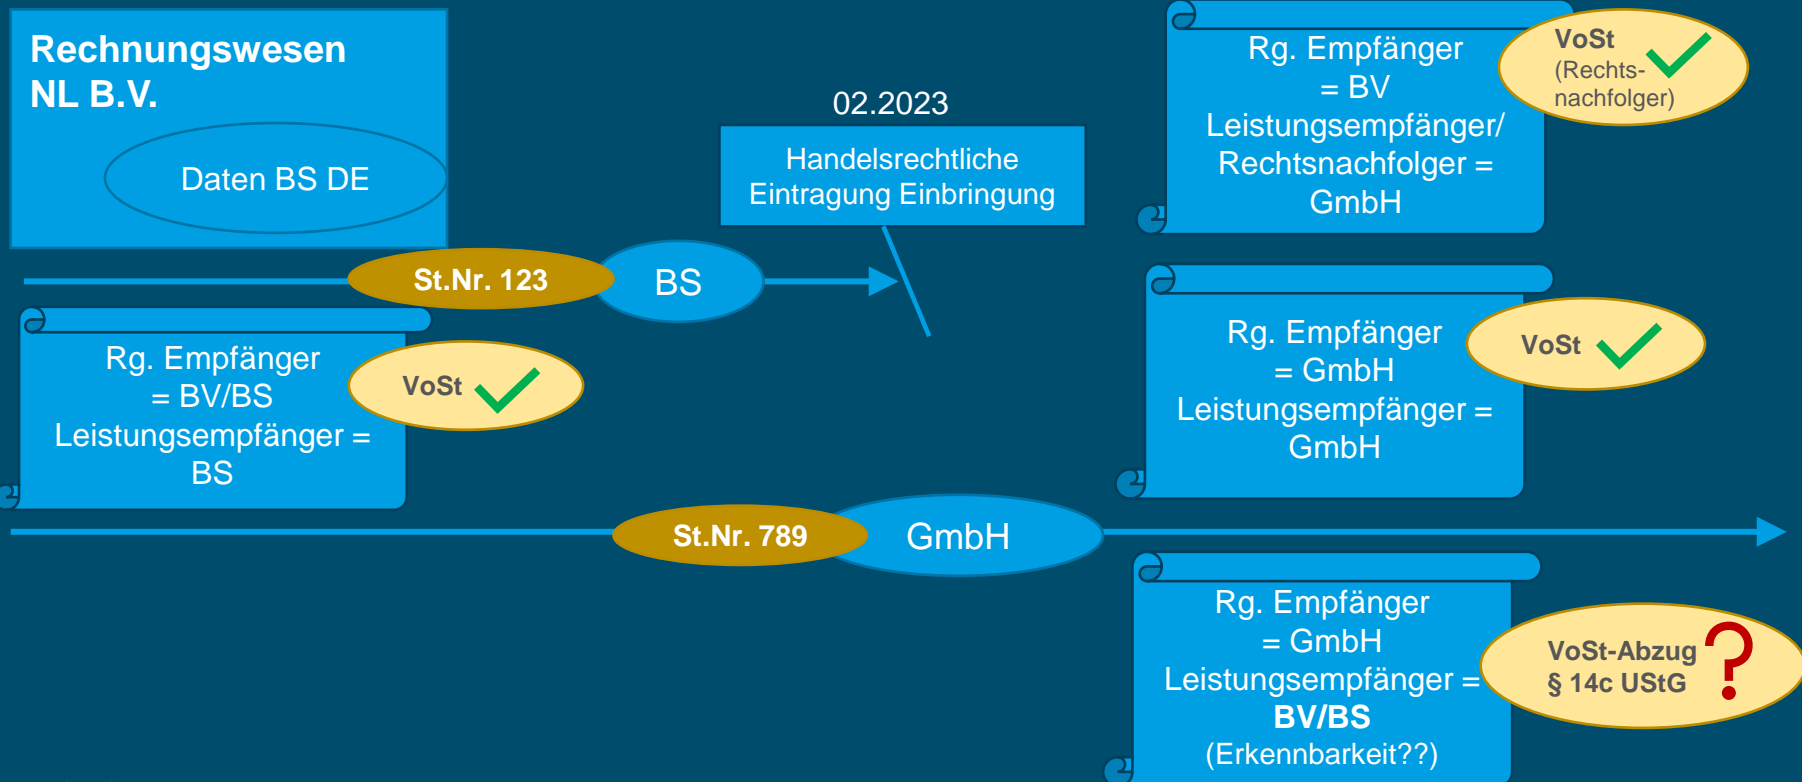 Rechnungswesen
NL B.V.
Daten BS DE
02.2023
Handelsrechtliche
Eintragung Einbringung
Rg. Empfänger
= BV
Leistungsempfänger/
Rechtsnachfolger =
GmbH
VoSt
(Rechts-
nachfolger)
St.Nr. 123
BS
Rg. Empfänger
= BV/BS
Leistungsempfänger =
BS
VoSt
Rg. Empfänger
= GmbH
Leistungsempfänger =
GmbH
VoSt
St.Nr. 789
GmbH
Rg. Empfänger
= GmbH
Leistungsempfänger =
BV/BS
(Erkennbarkeit??)
VoSt-Abzug
§ 14c UStG
?